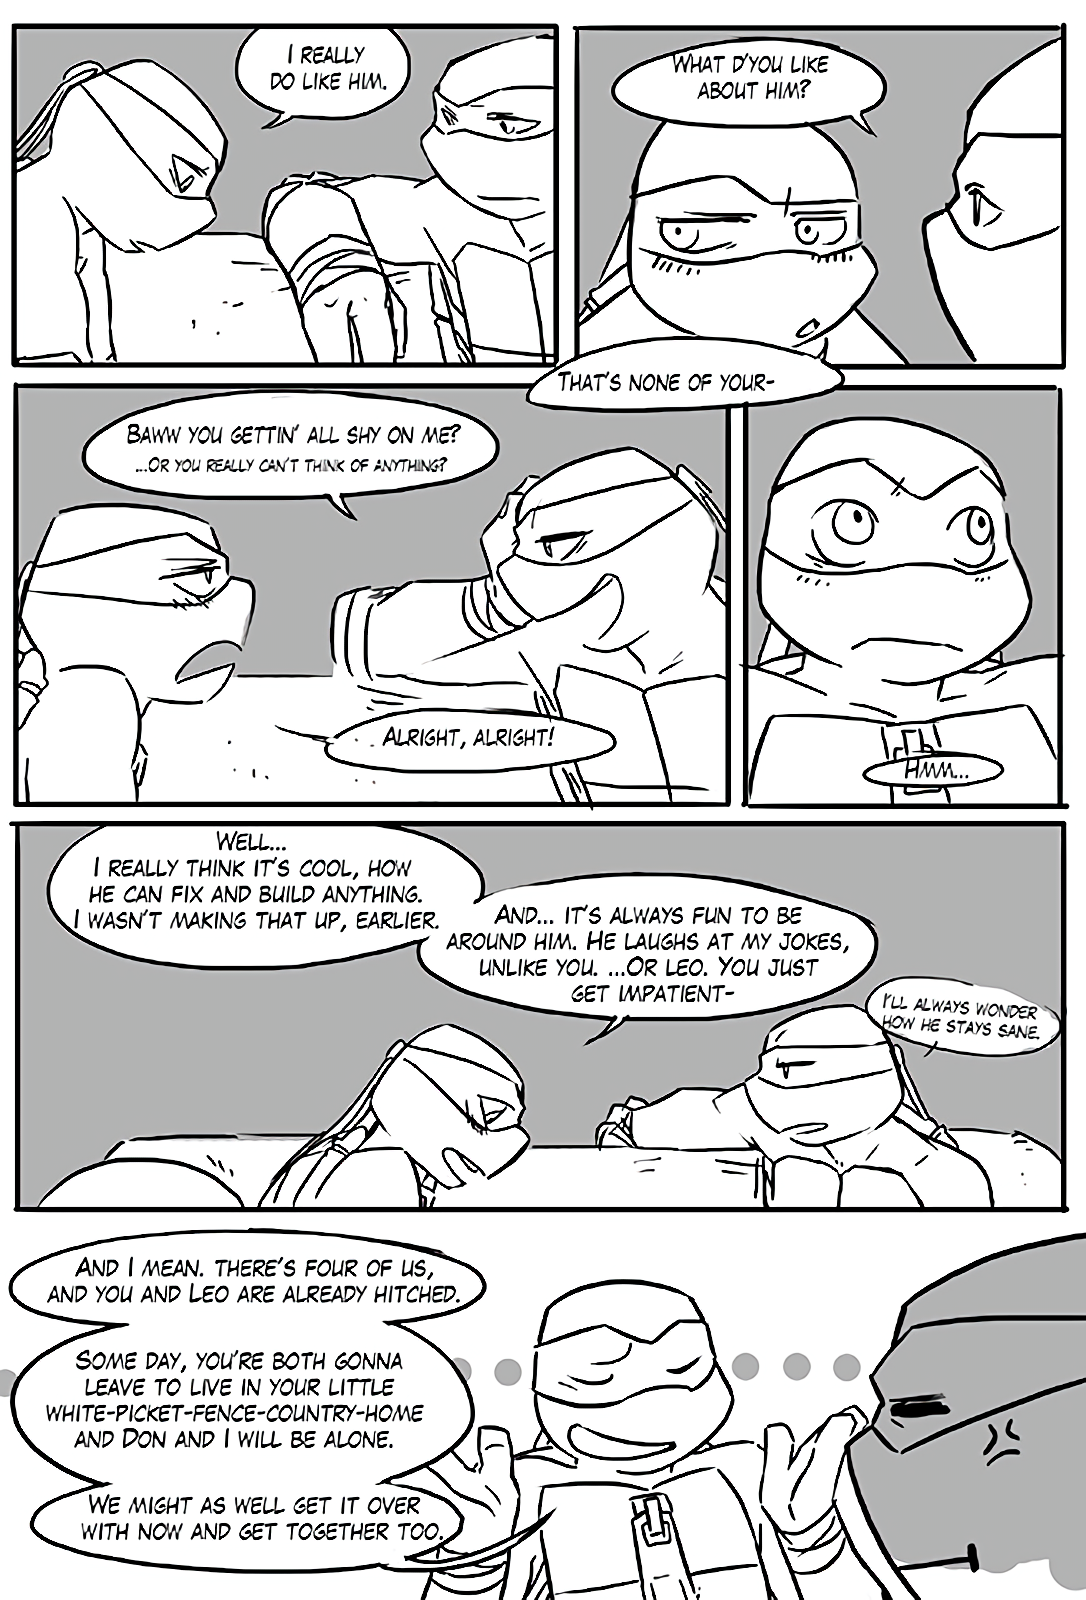 I REALLY
DO LIKE HIM.
WHAT D'YOU LIKE
ABOUT HIM?
THAT'S NONE OF YOUR-
BAWW YOU GETTIN' ALL SHY ON ME?
...OR YOU REALLY CAN'T THINK OF ANYTHING?
ALRIGHT, ALRIGHT!
HMM...
WELL...
I REALLY THINK IT'S COOL, HOW
HE CAN FIX AND BUILD ANYTHING.
I WASN'T MAKING THAT UP, EARLIER.
AND... IT'S ALWAYS FUN TO BE
AROUND HIM. HE LAUGHS AT MY JOKES,
UNLIKE YOU. ...OR LEO. YOU JUST
GET IMPATIENT-
I'LL ALWAYS WONDER
HOW HE STAYS SANE.
AND I MEAN. THERE'S FOUR OF US,
AND YOU AND LEO ARE ALREADY HITCHED.
SOME DAY, YOU'RE BOTH GONNA
LEAVE TO LIVE IN YOUR LITTLE
WHITE-PICKET-FENCE-COUNTRY-HOME
AND DON AND I WILL BE ALONE.
WE MIGHT AS WELL GET IT OVER
WITH NOW AND GET TOGETHER TOO.